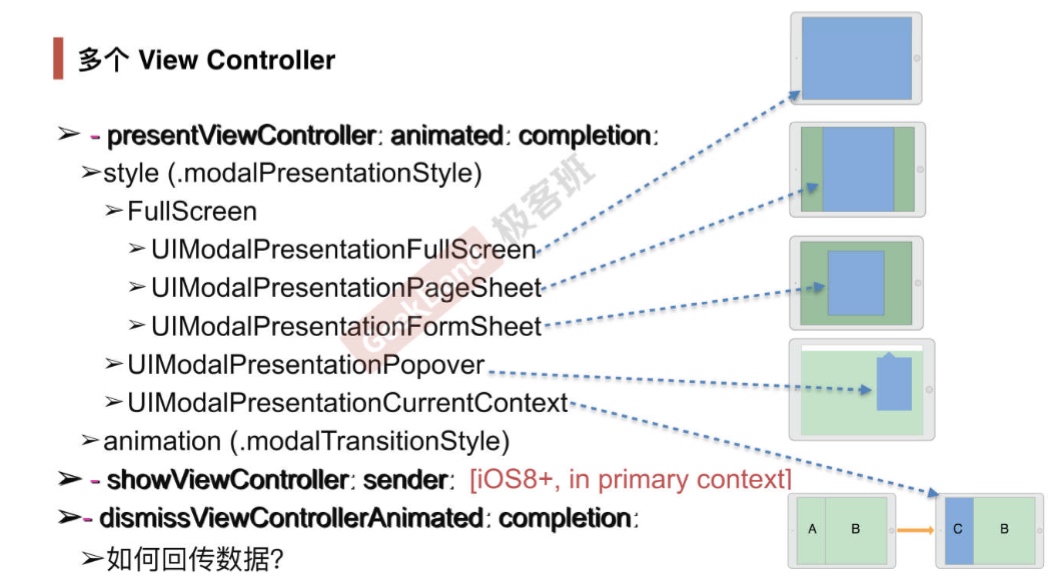 多个 View Controller
➢ - presentViewController: animated: completion:
➢style (.modalPresentationStyle)
➢FullScreen
➢ UIModalPresentationFullScreen
➢ UIModalPresentationPageSheet
➢ UIModalPresentationFormSheet
➢UIModalPresentationPopover
➢UIModalPresentationCurrentContext
➢animation (.modalTransitionStyle)
➢ - showViewController: sender: [iOS8+, in primary context]
➢- dismissViewControllerAnimated: completion:
➢如何回传数据?
A B C B
GeekBang 极客班